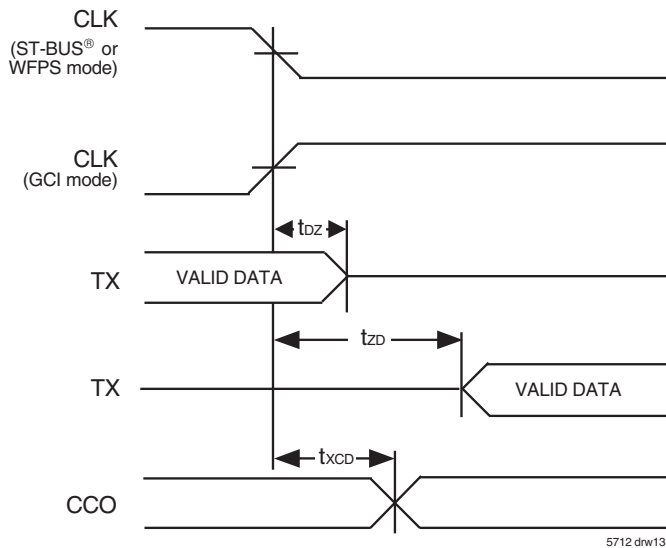 CLK
(ST-BUS® or
WFPS mode)
CLK
(GCI mode)
tDZ
TX
VALID DATA
tZD
TX
VALID DATA
tXCD
CCO
5712 drw13